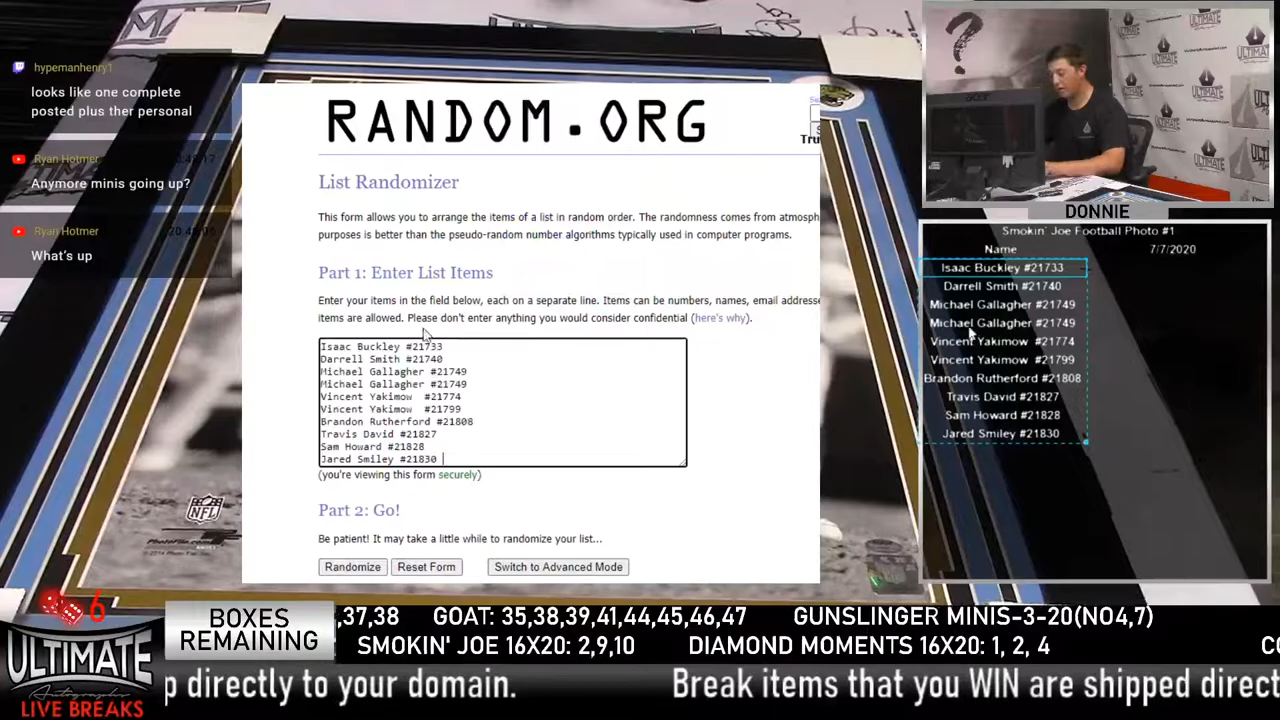 hypemanhenry1
looks like one complete
posted plus ther personal
Ryan Hotmer
Anymore minis going up?
Ryan Hotmer
What's up
RANDOM.ORG
Tru
List Randomizer
This form allows you to arrange the items of a list in random order. The randomness comes from atmosph
purposes is better than the pseudo-random number algorithms typically used in computer programs.
Part 1: Enter List Items
Enter your items in the field below, each on a separate line. Items can be numbers, names, email addresse
items are allowed. Please don't enter anything you would consider confidential (here's why).
Isaac Buckley #21733
Darrell Smith #21740
Michael Gallagher #21749
Michael Gallagher #21749
Vincent Yakimow #21774
Vincent Yakimow #21799
Brandon Rutherford #21808
Travis David #21827
Sam Howard #21828
Jared Smiley #21830
(you're viewing this form securely)
Part 2: Go!
Be patient! It may take a little while to randomize your list...
Randomize Reset Form Switch to Advanced Mode
NFL
?
ULTIMATE
acer
DONNIE
Smokin' Joe Football Photo #1
Name 7/7/2020
Isaac Buckley #21733
Darrell Smith #21740
Michael Gallagher #21749
Michael Gallagher #21749
Vincent Yakimow #21774
Vincent Yakimow #21799
Brandon Rutherford #21808
Travis David #21827
Sam Howard #21828
Jared Smiley #21830
6
ULTIMATE
Autographs
LIVE BREAKS
BOXES
REMAINING
,37,38 GOAT: 35,38,39,41,44,45,46,47 GUNSLINGER MINIS-3-20(NO4,7)
SMOKIN' JOE 16X20: 2,9,10 DIAMOND MOMENTS 16X20: 1, 2, 4 CO
p directly to your domain. Break items that you WIN are shipped direct